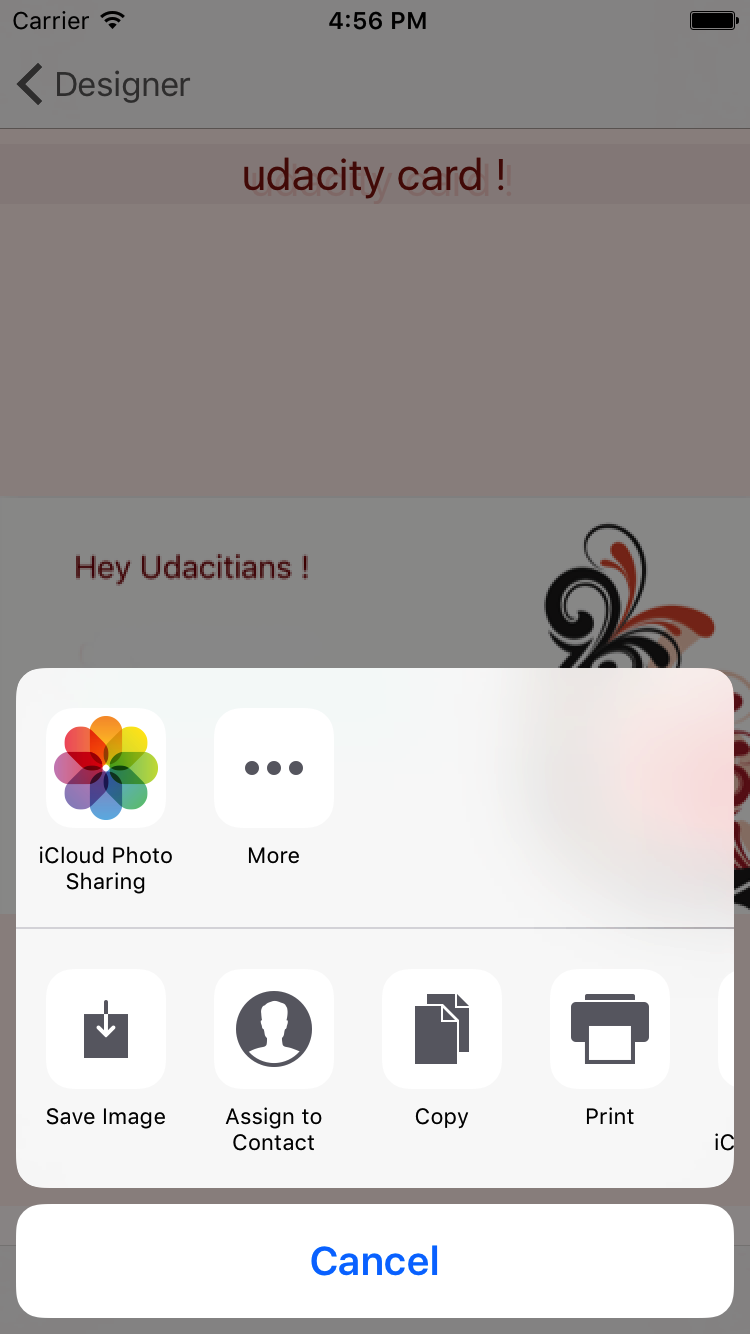 Carrier 4:56 PM
Designer
udacity card !
Hey Udacitians !
iCloud Photo
Sharing
More
Save Image
Assign to
Contact
Copy
Print
iC
Cancel